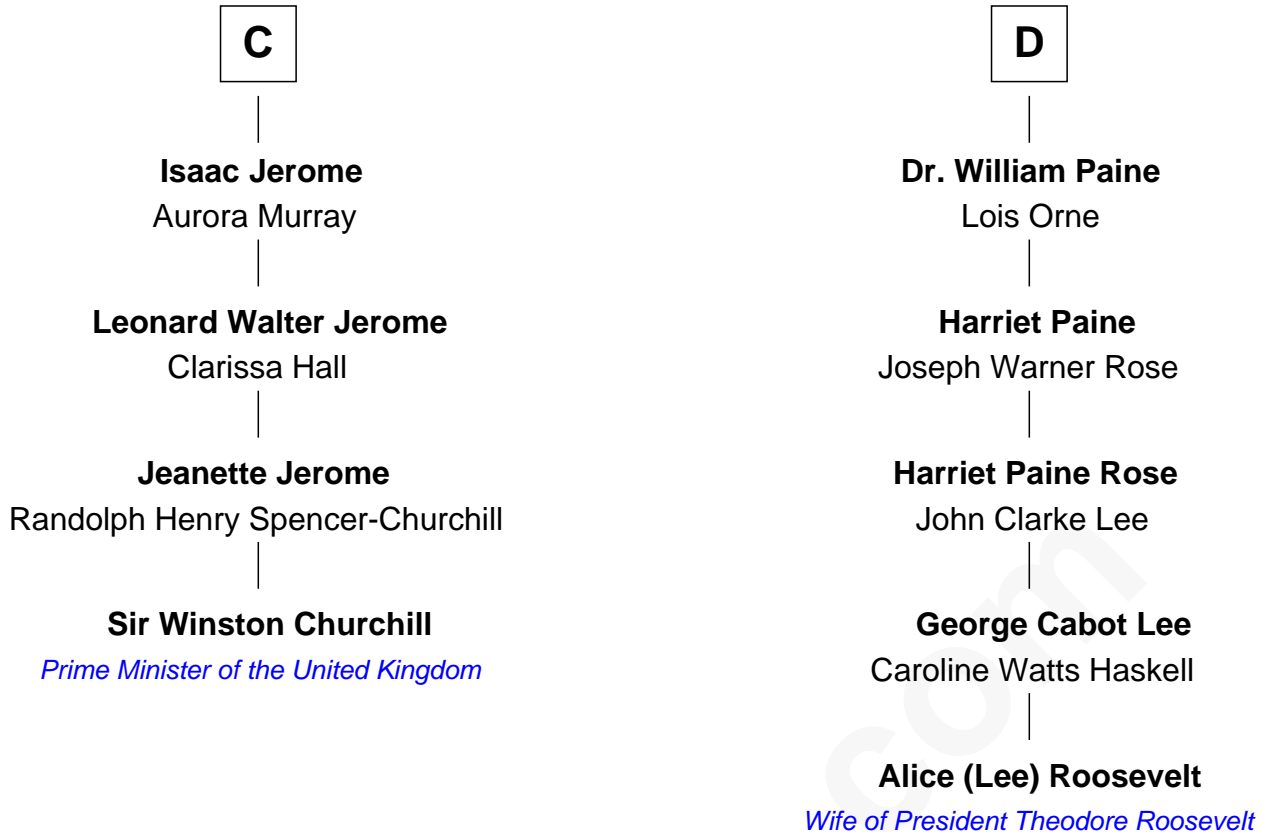 C
Isaac Jerome
Aurora Murray
Leonard Walter Jerome
Clarissa Hall
Jeanette Jerome
Randolph Henry Spencer-Churchill
Sir Winston Churchill
Prime Minister of the United Kingdom
D
Dr. William Paine
Lois Orne
Harriet Paine
Joseph Warner Rose
Harriet Paine Rose
John Clarke Lee
George Cabot Lee
Caroline Watts Haskell
Alice (Lee) Roosevelt
Wife of President Theodore Roosevelt
com